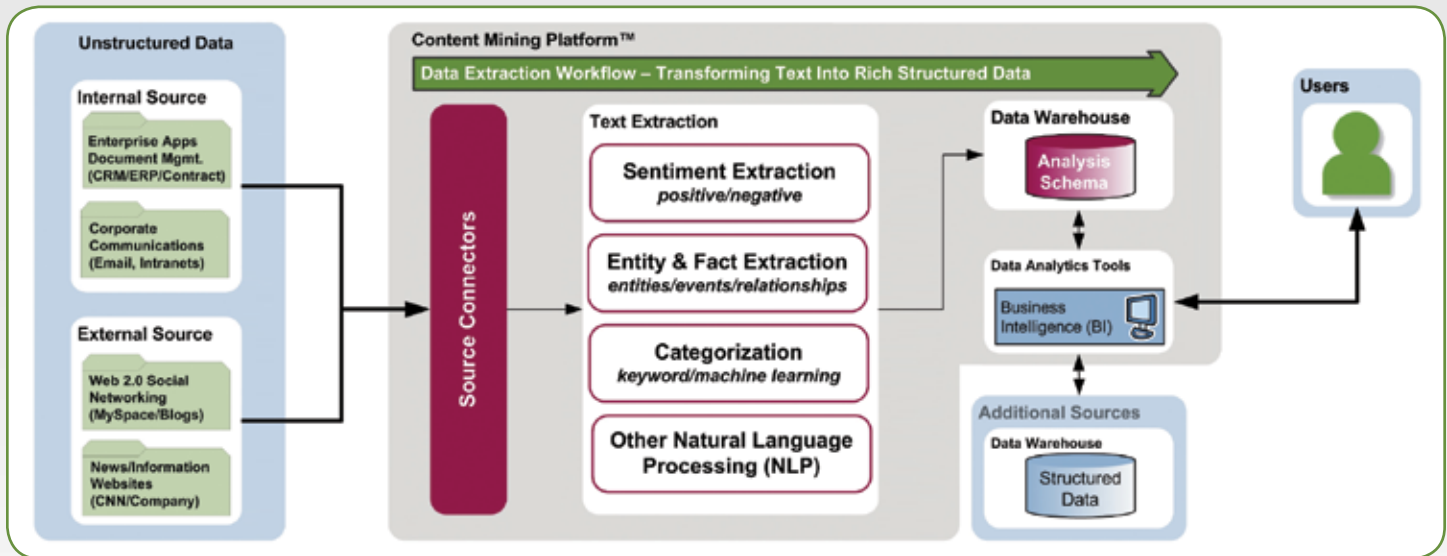 Unstructured Data
Internal Source
Enterprise Apps
Document Mgmt.
(CRM/ERP/Contract)
Corporate
Communications
(Email, Intranets)
External Source
Web 2.0 Social
Networking
(MySpace/Blogs)
News/Information
Websites
(CNN/Company)
Content Mining Platform™
Data Extraction Workflow – Transforming Text Into Rich Structured Data
Source Connectors
Text Extraction
Sentiment Extraction
positive/negative
Entity & Fact Extraction
entities/events/relationships
Categorization
keyword/machine learning
Other Natural Language
Processing (NLP)
Data Warehouse
Analysis
Schema
Data Analytics Tools
Business
Intelligence (BI)
Additional Sources
Data Warehouse
Structured
Data
Users